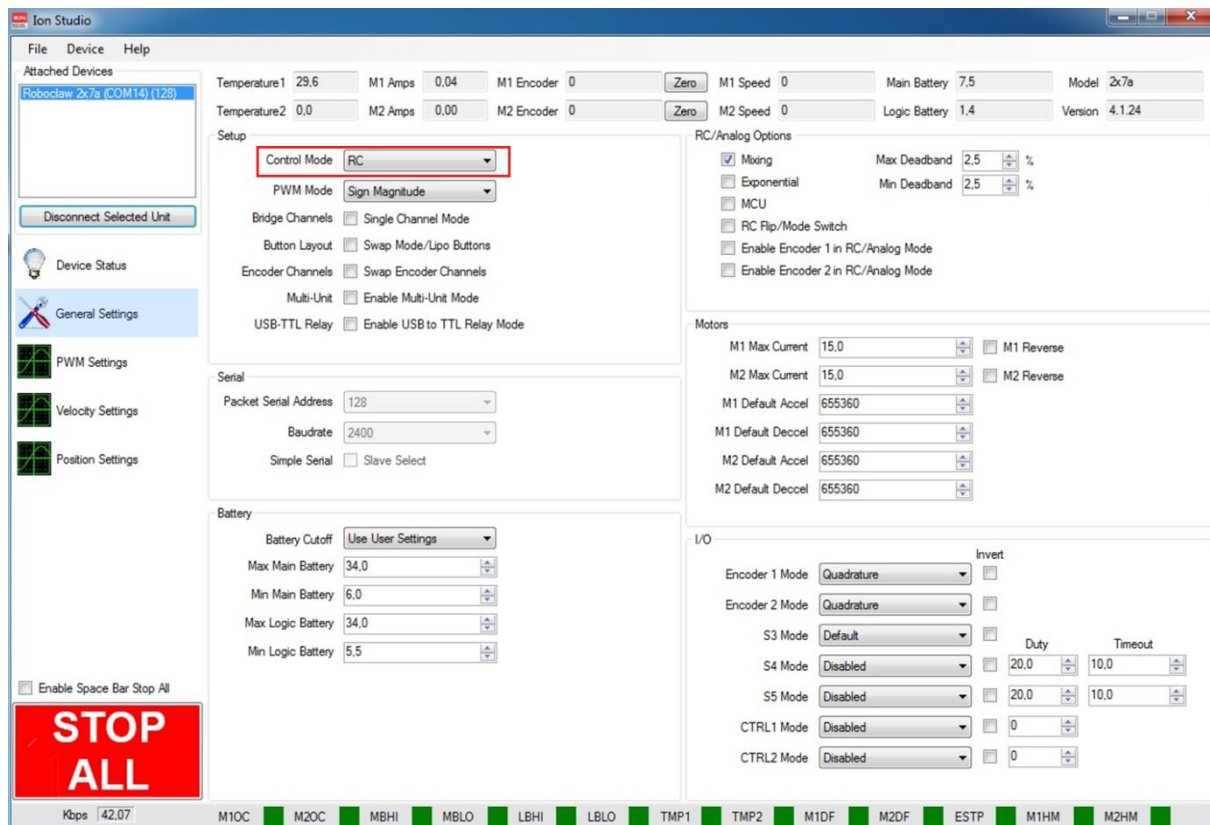 Ion Studio
File Device Help
Attached Devices
Roboclaw 2x7a (COM14) (128)
Disconnect Selected Unit
Device Status
General Settings
PWM Settings
Velocity Settings
Position Settings
Enable Space Bar Stop All
STOP
ALL
Temperature1 29,6 M1 Amps 0,04 M1 Encoder 0 Zero M1 Speed 0 Main Battery 7,5 Model 2x7a
Temperature2 0,0 M2 Amps 0,00 M2 Encoder 0 Zero M2 Speed 0 Logic Battery 1,4 Version 4.1.24
Setup
Control Mode RC
PWM Mode Sign Magnitude
Bridge Channels Single Channel Mode
Button Layout Swap Mode/Lipo Buttons
Encoder Channels Swap Encoder Channels
Multi-Unit Enable Multi-Unit Mode
USB-TTL Relay Enable USB to TTL Relay Mode
Serial
Packet Serial Address 128
Baudrate 2400
Simple Serial Slave Select
Battery
Battery Cutoff Use User Settings
Max Main Battery 34,0
Min Main Battery 6,0
Max Logic Battery 34,0
Min Logic Battery 5,5
RC/Analog Options
Mixing Max Deadband 2,5 %
Exponential Min Deadband 2,5 %
MCU
RC Flip/Mode Switch
Enable Encoder 1 in RC/Analog Mode
Enable Encoder 2 in RC/Analog Mode
Motors
M1 Max Current 15,0 M1 Reverse
M2 Max Current 15,0 M2 Reverse
M1 Default Accel 655360
M1 Default Deccel 655360
M2 Default Accel 655360
M2 Default Deccel 655360
I/O
Invert
Encoder 1 Mode Quadrature
Encoder 2 Mode Quadrature
S3 Mode Default
Duty Timeout
S4 Mode Disabled 20,0 10,0
S5 Mode Disabled 20,0 10,0
CTRL1 Mode Disabled 0
CTRL2 Mode Disabled 0
Kbps 42,07 M1OC M2OC MBHI MBLO LBHI LBLO TMP1 TMP2 M1DF M2DF ESTP M1HM M2HM